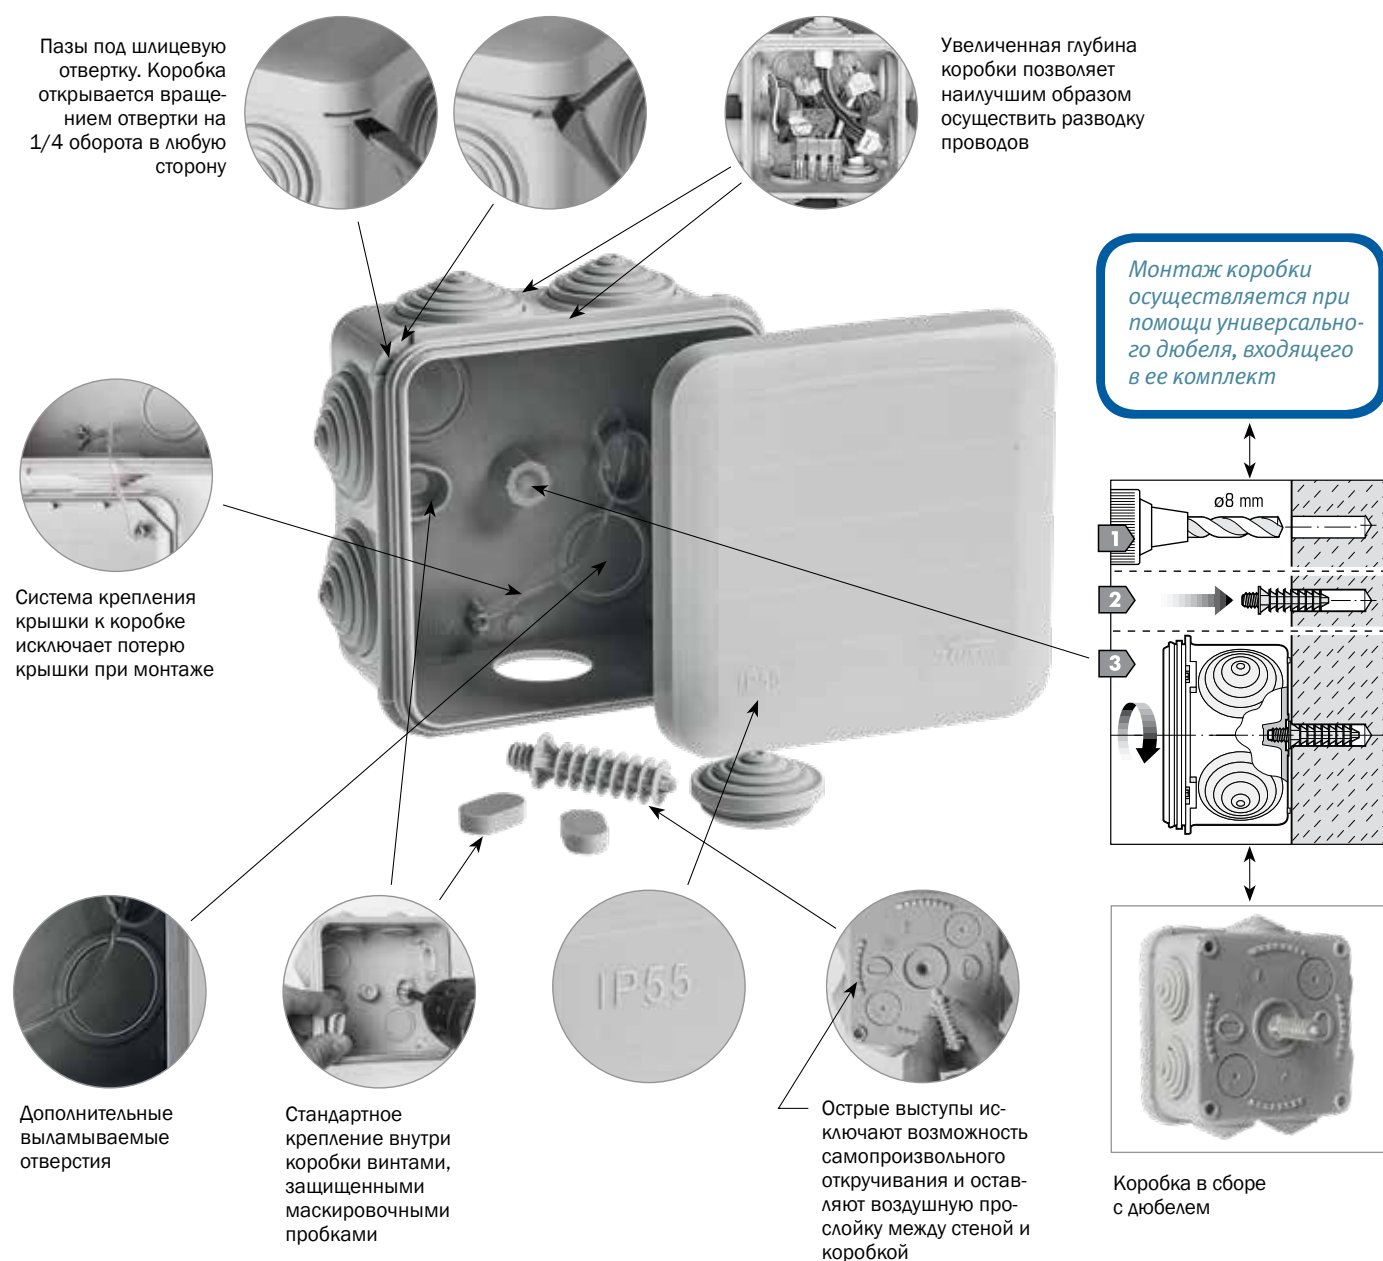 Пазы под шлицевую
отвертку. Коробка
открывается враще-
нием отвертки на
1/4 оборота в любую
сторону
Увеличенная глубина
коробки позволяет
наилучшим образом
осуществить разводку
проводов
Монтаж коробки
осуществляется при
помощи универсально-
го дюбеля, входящего
в ее комплект
ø8 mm
1
2
3
Система крепления
крышки к коробке
исключает потерю
крышки при монтаже
IP55
Дополнительные
выламываемые
отверстия
Стандартное
крепление внутри
коробки винтами,
защищенными
маскировочными
пробками
Острые выступы ис-
ключают возможность
самопроизвольного
откручивания и остав-
ляют воздушную про-
слойку между стеной и
коробкой
Коробка в сборе
с дюбелем